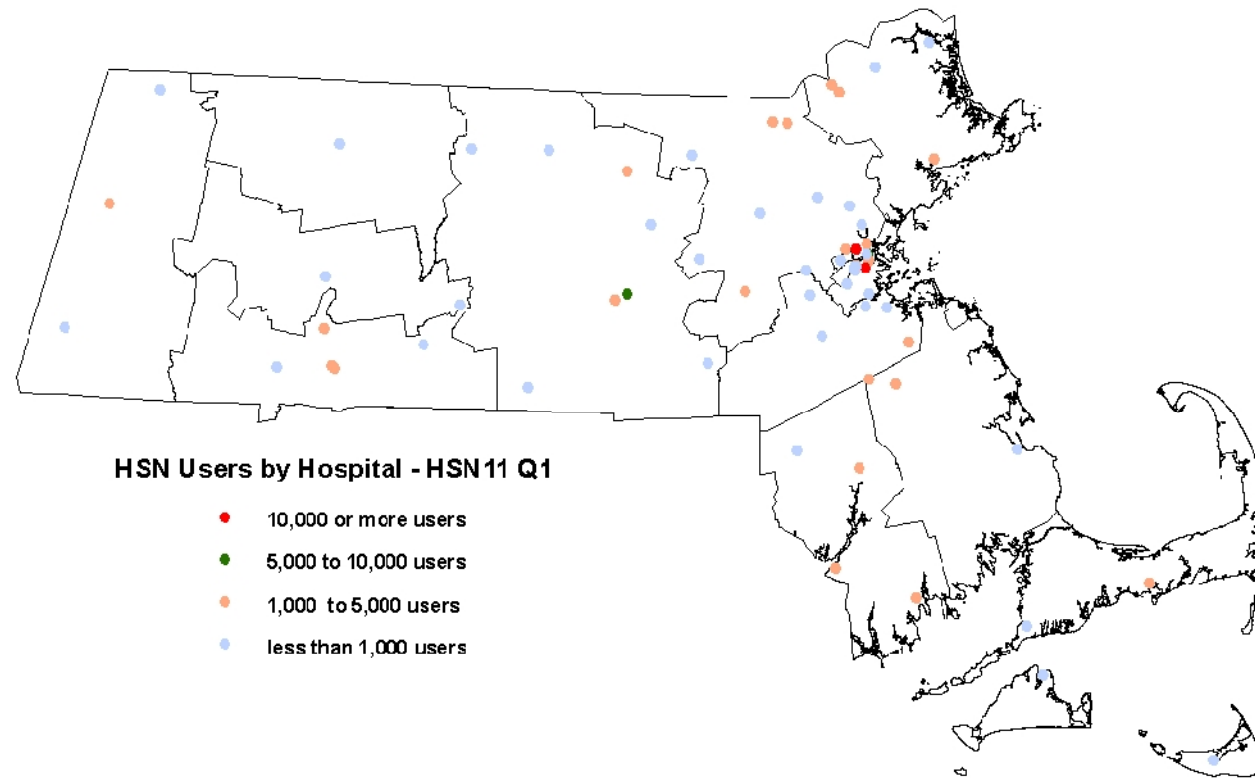 HSN Users by Hospital - HSN11 Q1
10,000 or more users
5,000 to 10,000 users
1,000 to 5,000 users
less than 1,000 users